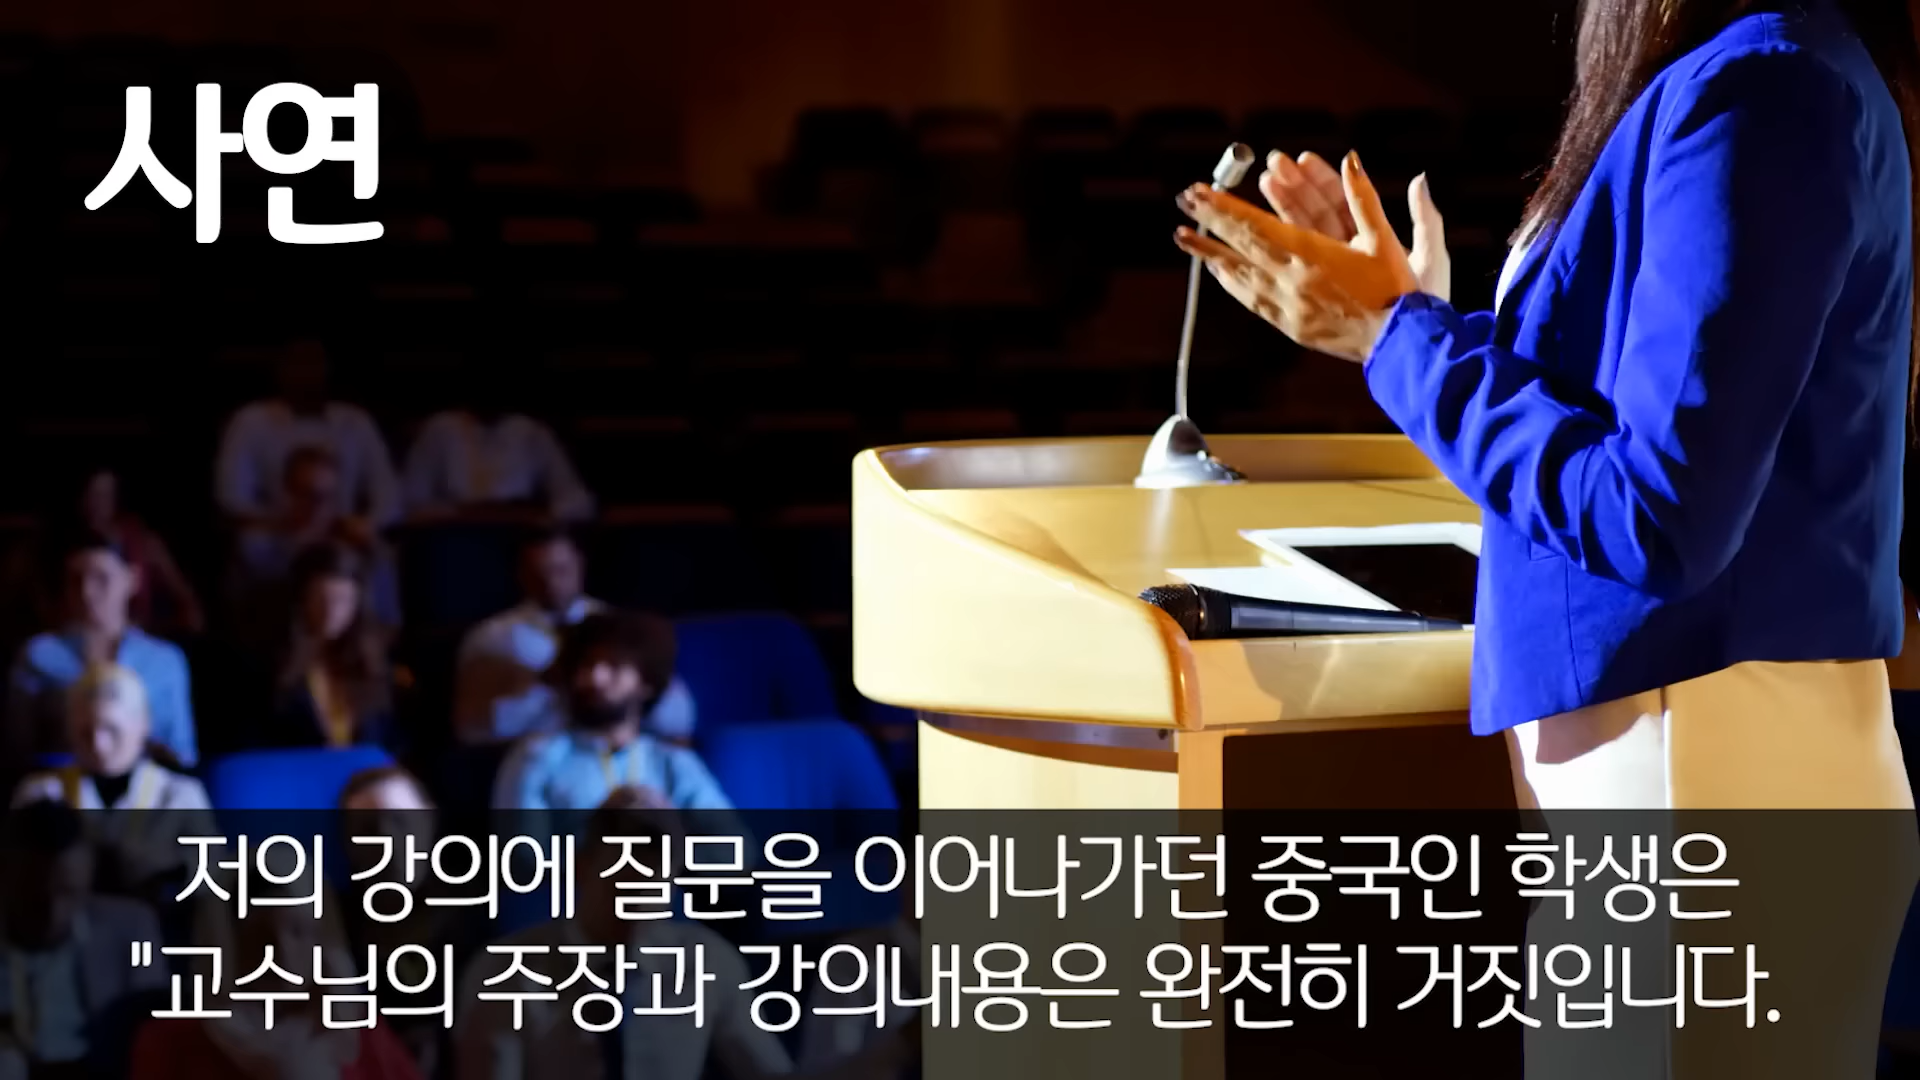 사연
저의 강의에 질문을 이어나가던 중국인 학생은
"교수님의 주장과 강의내용은 완전히 거짓입니다.